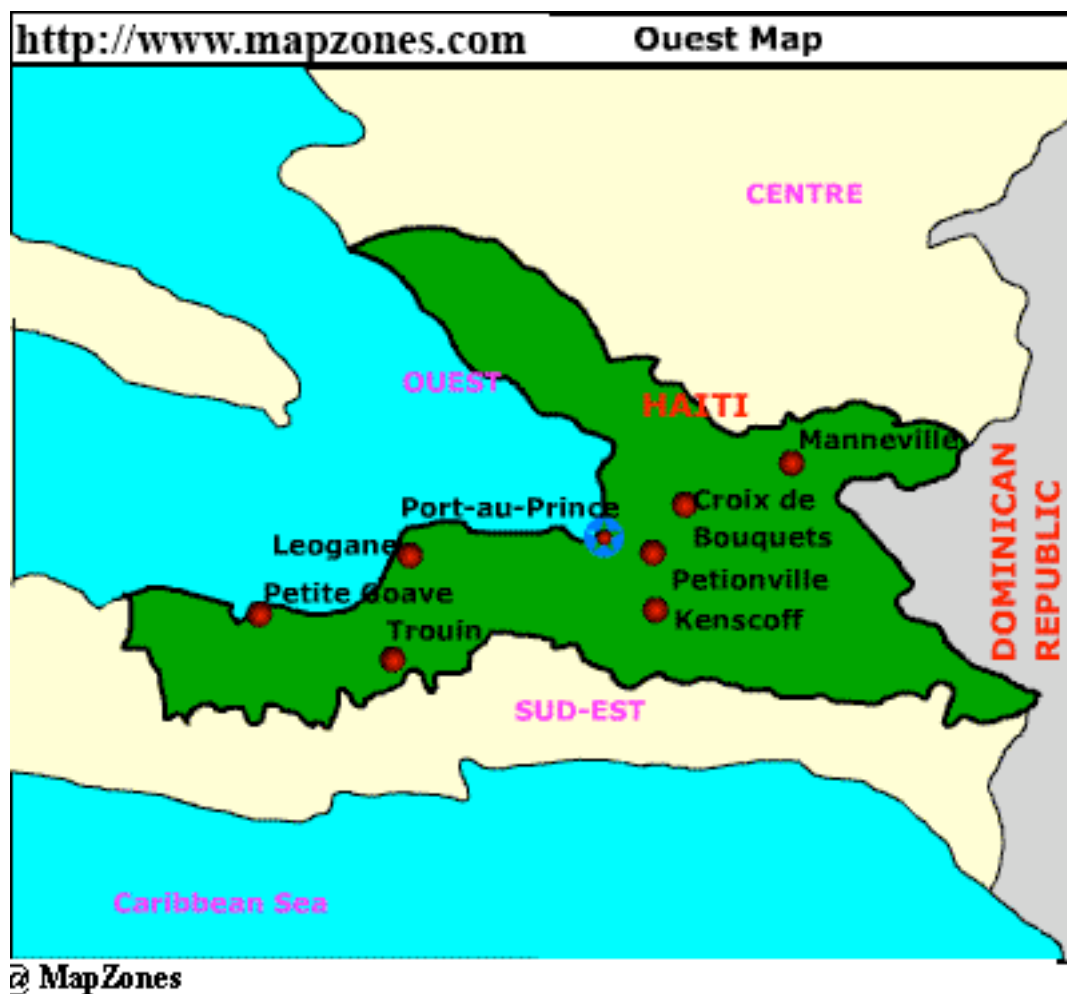 http://www.mapzones.com
Ouest Map
CENTRE
OUEST
HAITI
Manneville
Croix de
Bouquets
Port-au-Prince
Leogane
Petionville
Petite Goave
Kenscoff
Trouin
DOMINICAN
REPUBLIC
SUD-EST
Caribbean Sea
@ MapZones